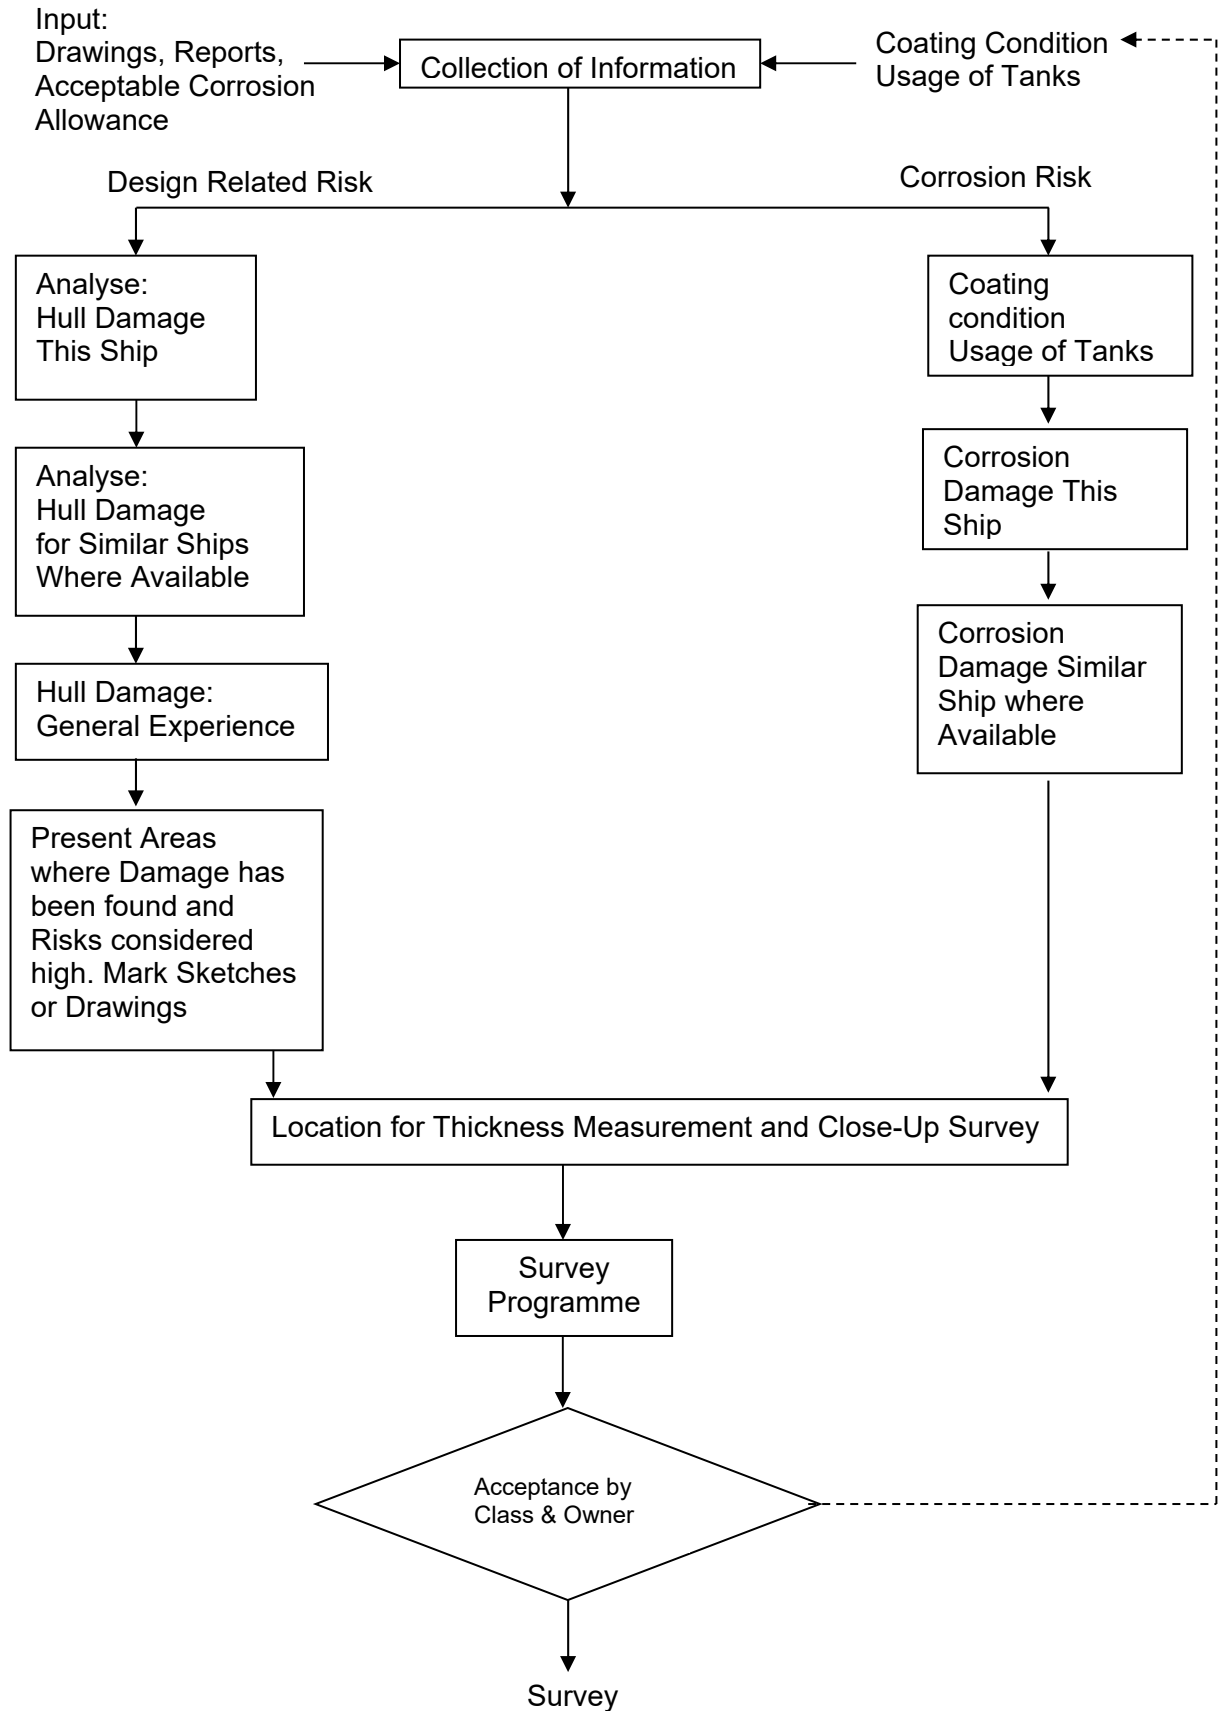 Input:
Drawings, Reports,
Acceptable Corrosion
Allowance
Collection of Information
Coating Condition
Usage of Tanks
Design Related Risk
Corrosion Risk
Analyse:
Hull Damage
This Ship
Analyse:
Hull Damage
for Similar Ships
Where Available
Hull Damage:
General Experience
Present Areas
where Damage has
been found and
Risks considered
high. Mark Sketches
or Drawings
Coating
condition
Usage of Tanks
Corrosion
Damage This
Ship
Corrosion
Damage Similar
Ship where
Available
Location for Thickness Measurement and Close-Up Survey
Survey
Programme
Acceptance by
Class & Owner
Survey